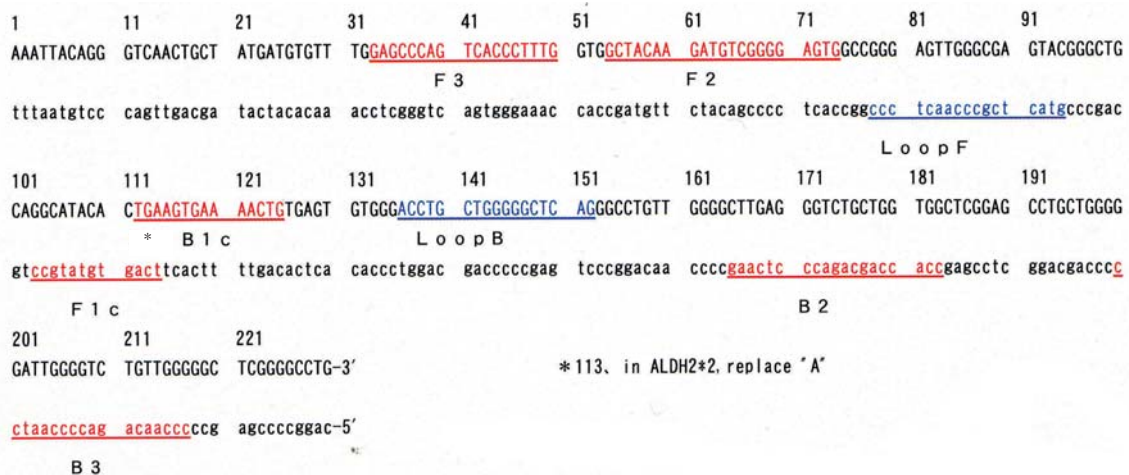 1 11 21 31 41 51 61 71 81 91
AAATTACAGG GTCAACTGCT ATGATGTGTT TGGAGCCCAG TCACCCTTTG GTGGCTACAA GATGTCGGGG AGTGGCCGGG AGTTGGGCGA GTACGGGCTG
F3 F2
tttaatgtcc cagttgacga tactacacaa acctcgggtc agtgggaaac caccgatgtt ctacagcccc tcaccggccc tcaacccgct catgcccgac
LoopF
101 111 121 131 141 151 161 171 181 191
CAGGCATACA CTGAAGTGAA AACTGTGAGT GTGGGACCTG CTGGGGGCTC AGGGCCTGTT GGGGCTTGAG GGTCTGCTGG TGGCTCGGAG CCTGCTGGGG
* B1c LoopB
gtccgtatgt gacttcactt ttgacactca caccctggac gacccccgag tcccggacaa ccccgaactc ccagacgacc accgagcctc ggacgacccc
F1c B2
201 211 221
GATTGGGGTC TGTTGGGGGC TCGGGGCCTG-3′ *113、in ALDH2*2, replace "A"
ctaaccccag acaacccccg agccccggac-5′
B3